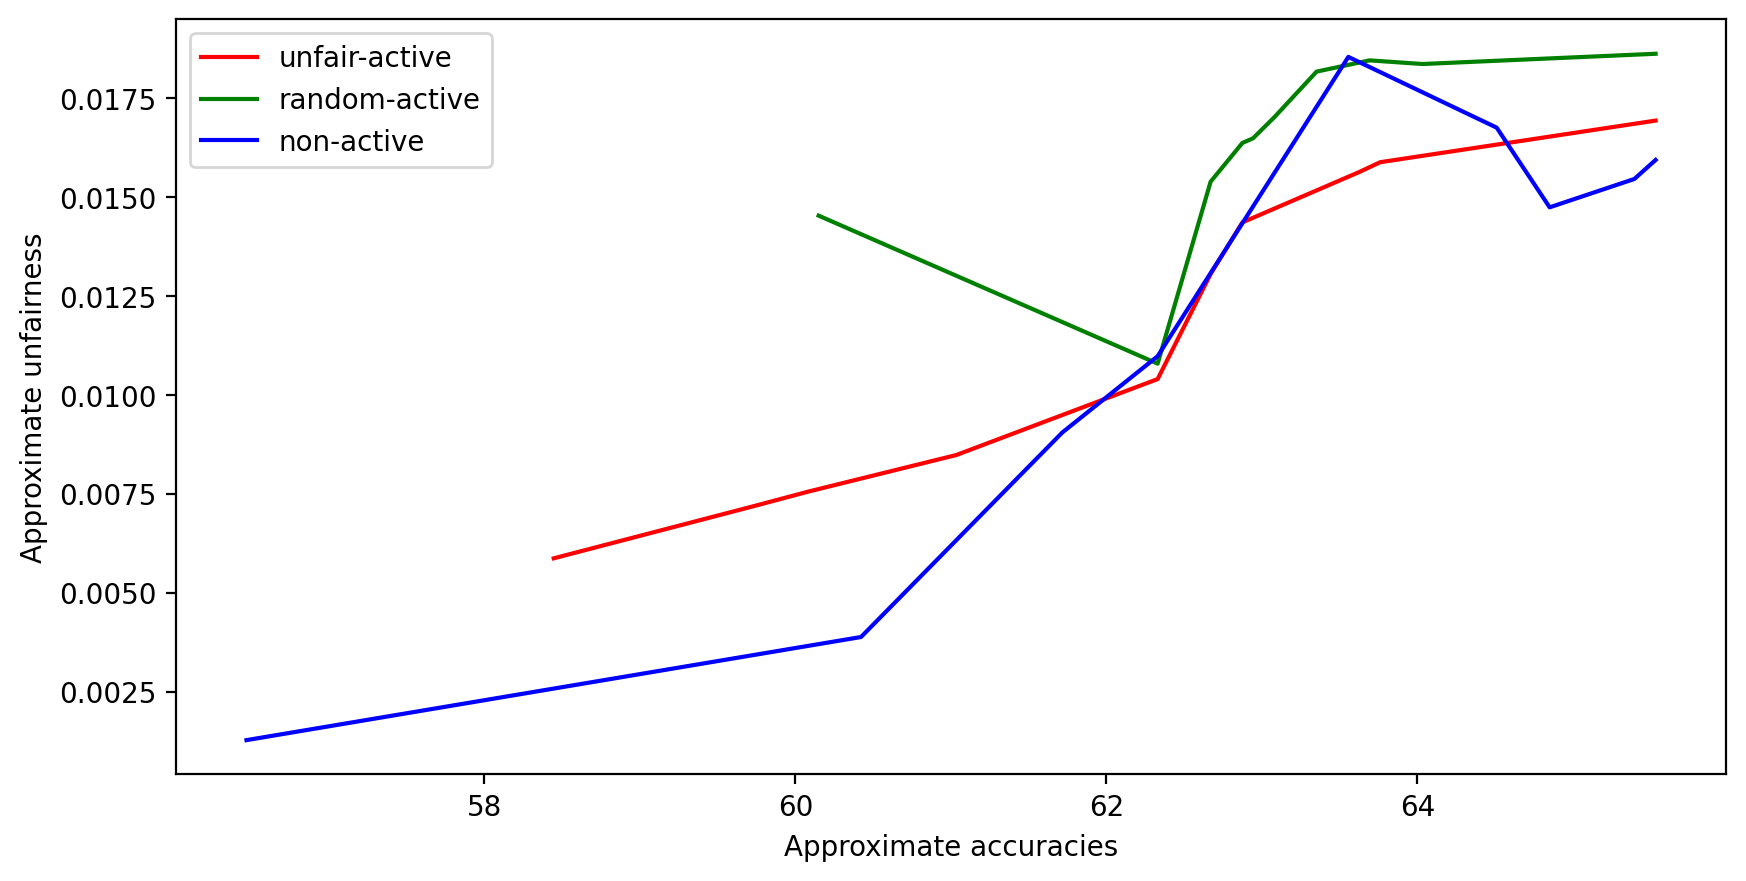 unfair-active
random-active
non-active
0.0175
0.0150
0.0125
0.0100
0.0075
0.0050
0.0025
Approximate unfairness
58 60 62 64
Approximate accuracies